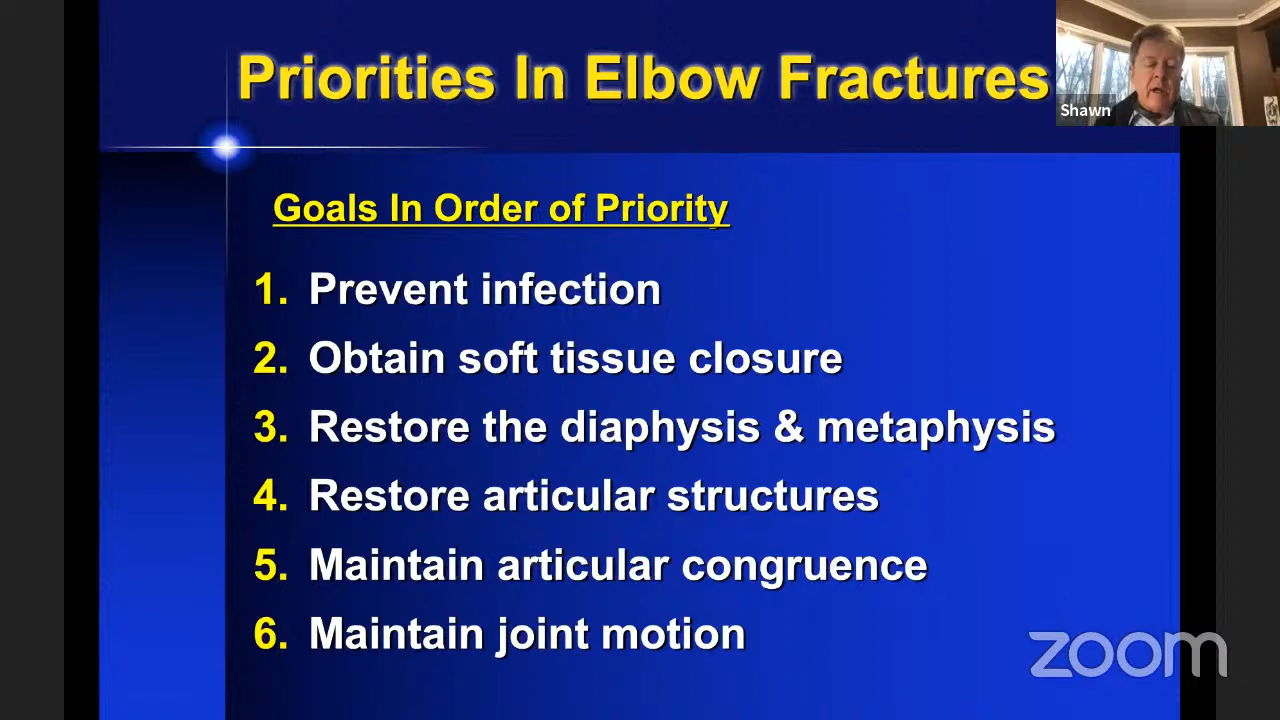 Priorities In Elbow Fractures
Shawn
Goals In Order of Priority
1. Prevent infection
2. Obtain soft tissue closure
3. Restore the diaphysis & metaphysis
4. Restore articular structures
5. Maintain articular congruence
6. Maintain joint motion
zoom